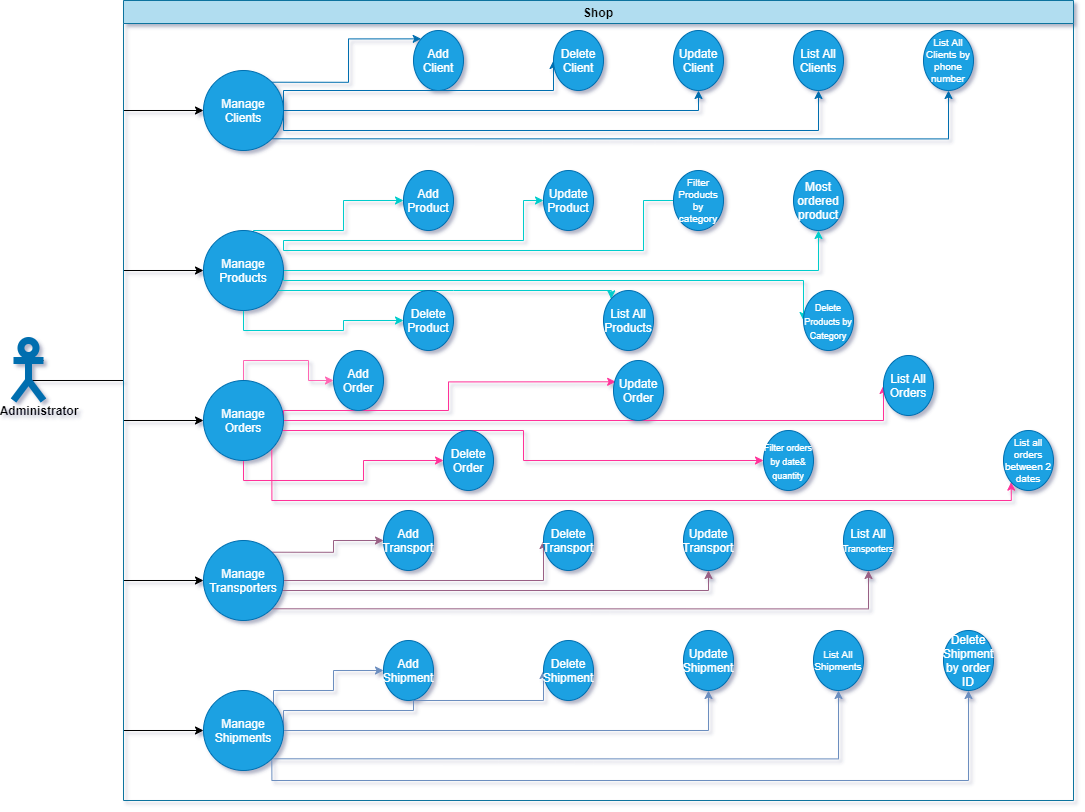 Shop
Add
Client
Delete
Client
Update
Client
List All
Clients
List All
Clients by
phone
number
Manage
Clients
Add
Product
Update
Product
Filter
Products
by
category
Most
ordered
product
Manage
Products
Delete
Product
List All
Products
Delete
Products by
Category
Administrator
Add
Order
Update
Order
List All
Orders
Manage
Orders
Delete
Order
Filter orders
by date&
quantity
List all
orders
between 2
dates
Add
Transport
Delete
Transport
Update
Transport
List All
Transporters
Manage
Transporters
Add
Shipment
Delete
Shipment
Update
Shipment
List All
Shipments
Delete
Shipment
by order
ID
Manage
Shipments